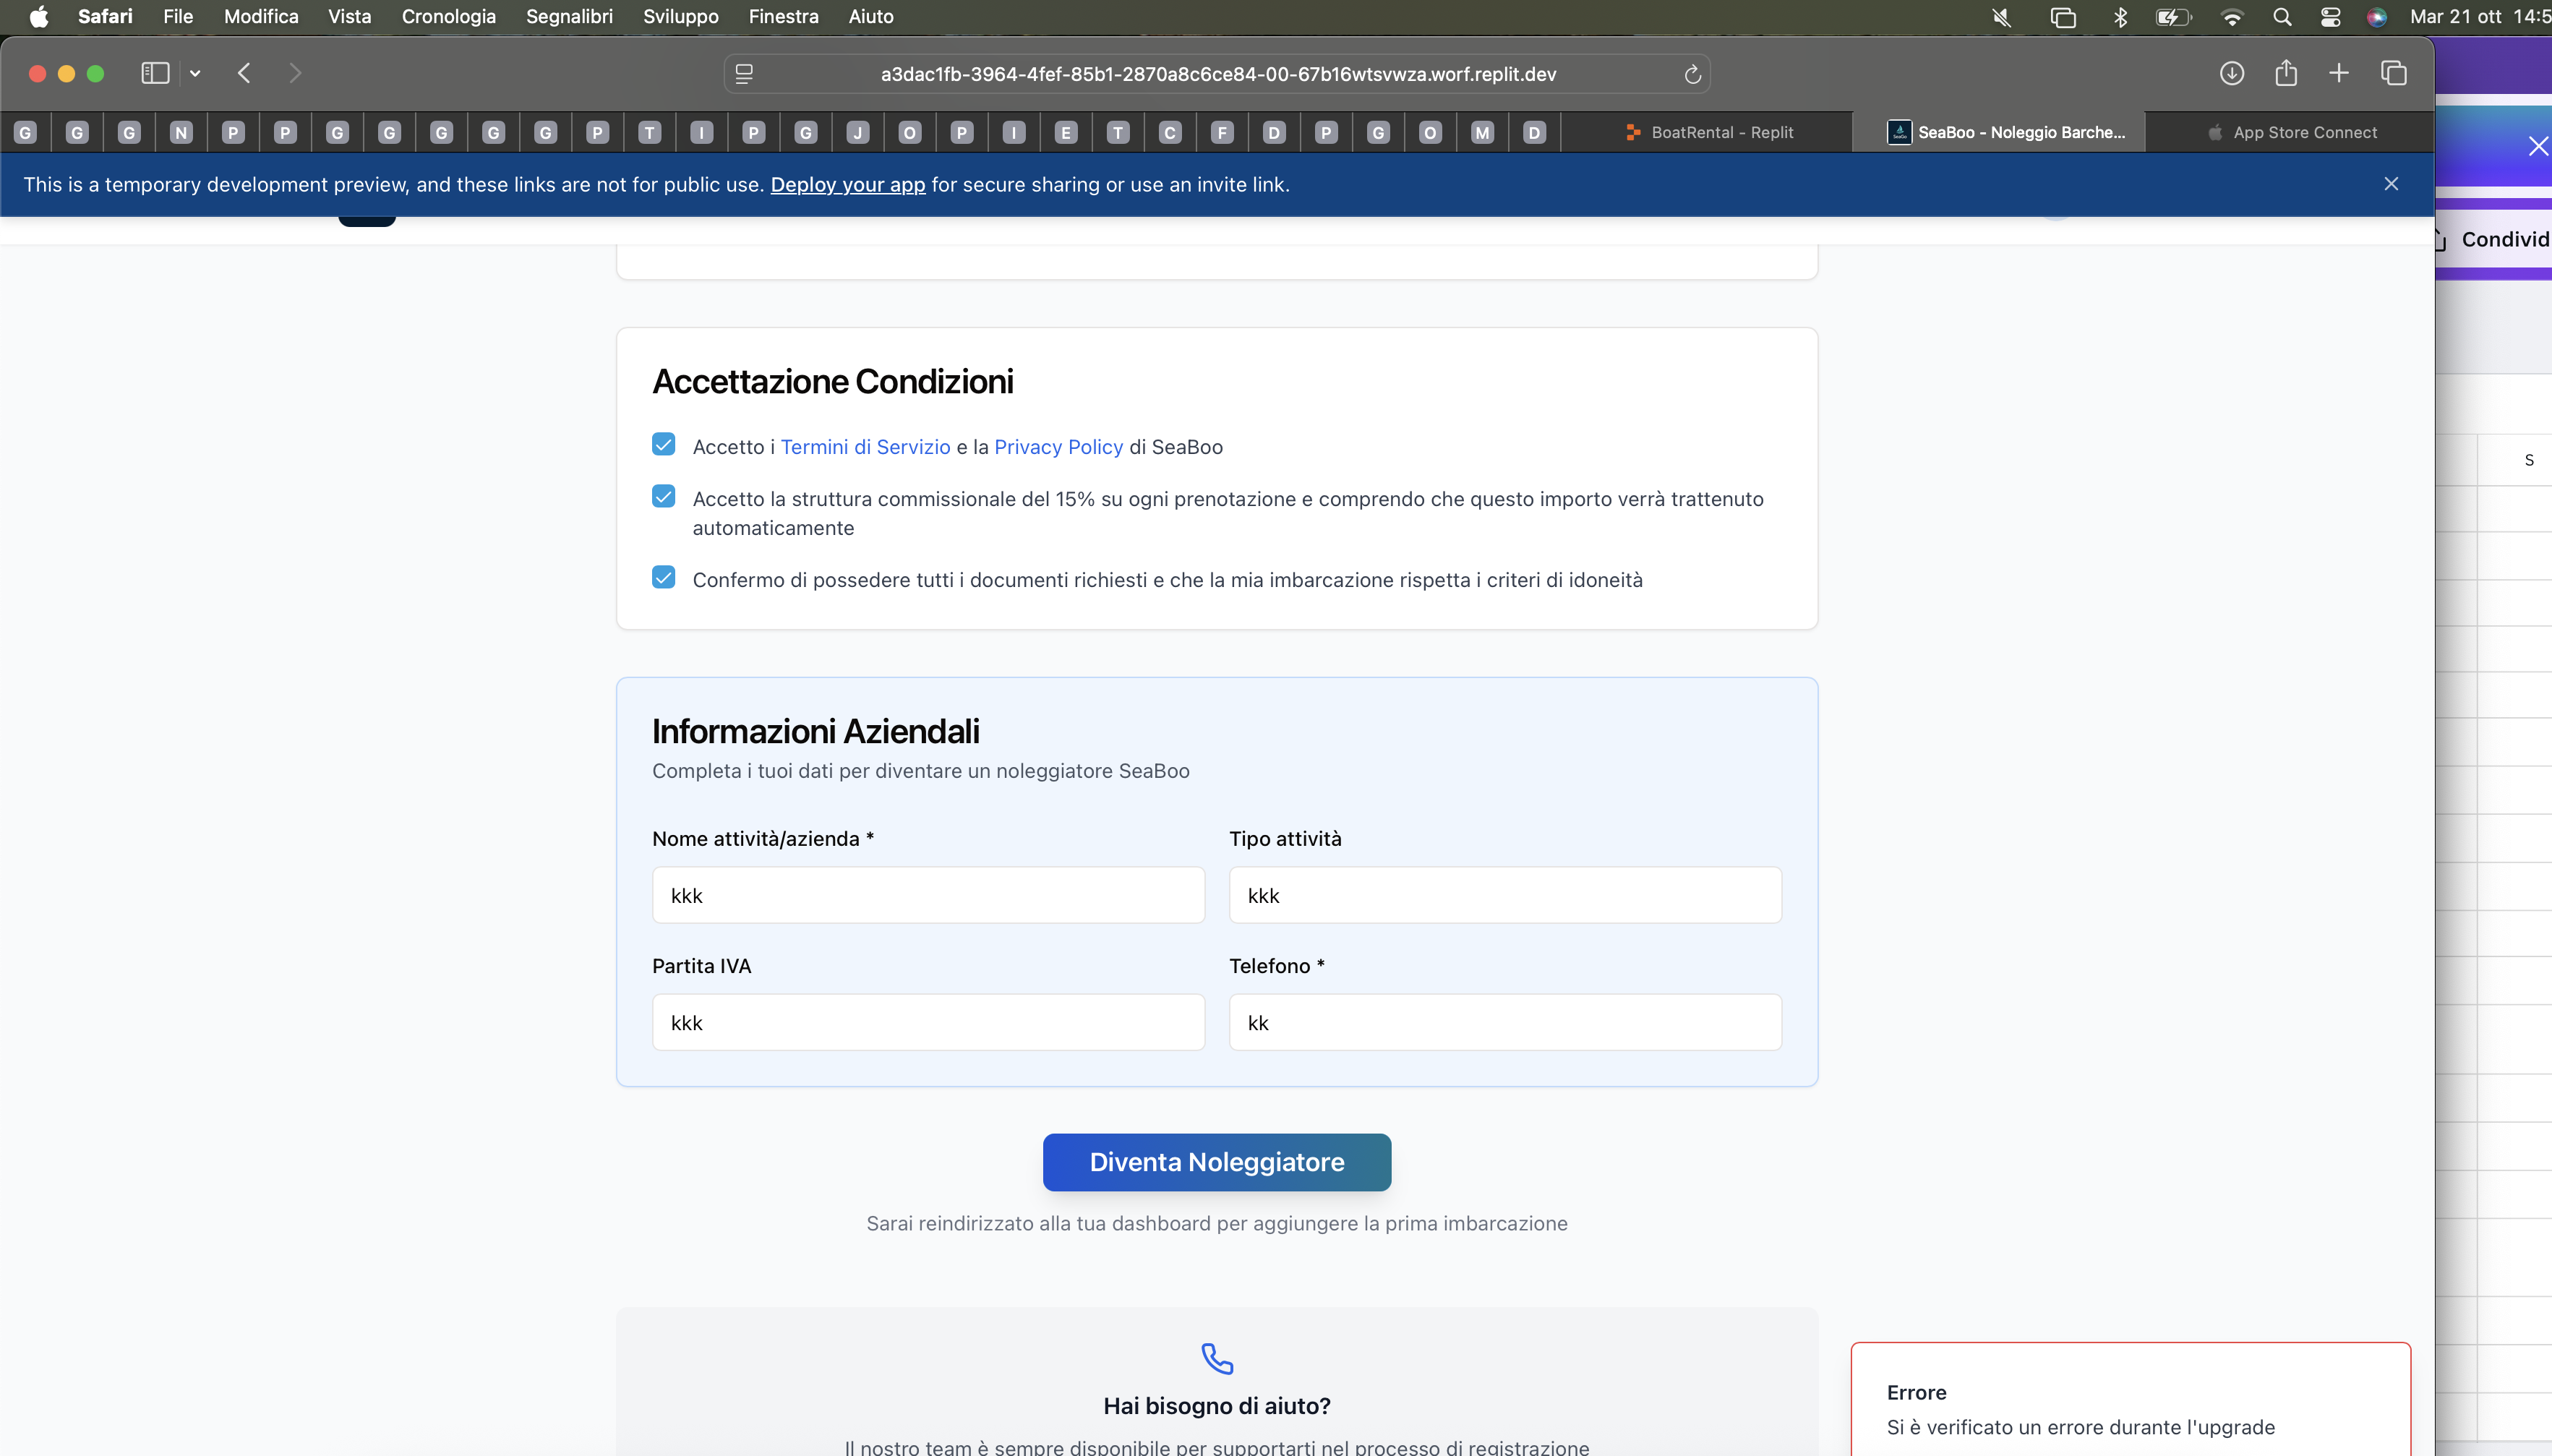 Safari File Modifica Vista Cronologia Segnalibri Sviluppo Finestra Aiuto
Mar 21 ott 14:5
a3dac1fb-3964-4fef-85b1-2870a8c6ce84-00-67b16wtsvwza.worf.replit.dev
G G G N P P G G G G G P T I P G J O P I E T C F D P G O M D
BoatRental - Replit
SeaBoo - Noleggio Barche...
App Store Connect
This is a temporary development preview, and these links are not for public use. Deploy your app for secure sharing or use an invite link.
Condivid
S
Accettazione Condizioni
Accetto i Termini di Servizio e la Privacy Policy di SeaBoo
Accetto la struttura commissionale del 15% su ogni prenotazione e comprendo che questo importo verrà trattenuto
automaticamente
Confermo di possedere tutti i documenti richiesti e che la mia imbarcazione rispetta i criteri di idoneità
Informazioni Aziendali
Completa i tuoi dati per diventare un noleggiatore SeaBoo
Nome attività/azienda *
Tipo attività
kkk
kkk
Partita IVA
Telefono *
kkk
kk
Diventa Noleggiatore
Sarai reindirizzato alla tua dashboard per aggiungere la prima imbarcazione
Hai bisogno di aiuto?
Il nostro team è sempre disponibile per supportarti nel processo di registrazione
Errore
Si è verificato un errore durante l'upgrade